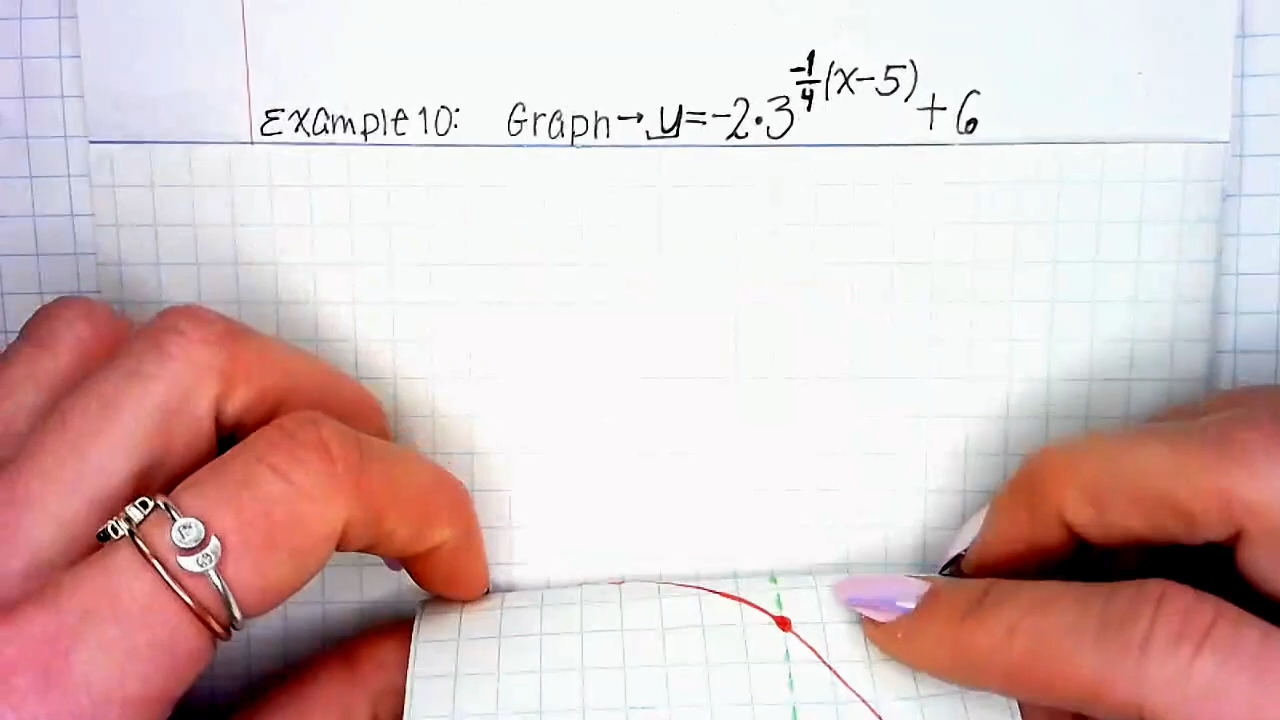 Example 10: Graph → y = -2 · 3^{-1/4 (x-5)} + 6